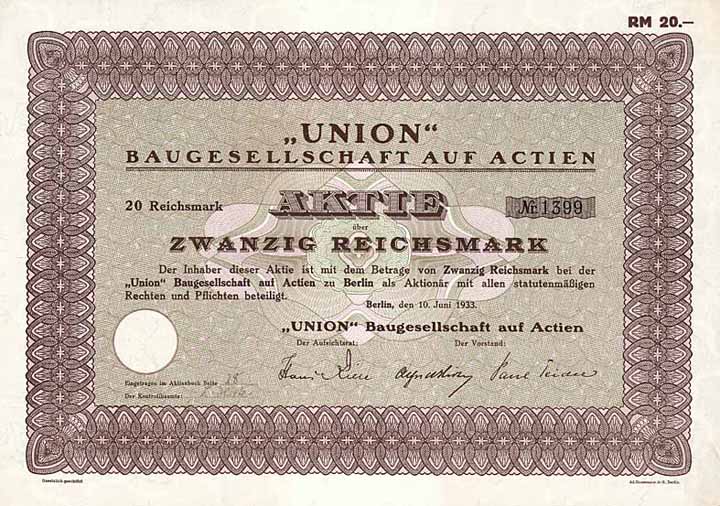 RM 20.—
„UNION“
BAUGESELLSCHAFT AUF ACTIEN
20 Reichsmark AKTIE № 1399
über
ZWANZIG REICHSMARK
Der Inhaber dieser Aktie ist mit dem Betrage von Zwanzig Reichsmark bei der
„Union“ Baugesellschaft auf Actien zu Berlin als Aktionär mit allen statutenmäßigen
Rechten und Pflichten beteiligt.
Berlin, den 10. Juni 1933.
„UNION“ Baugesellschaft auf Actien
Der Aufsichtsrat: Der Vorstand:
Eingetragen im Aktienbuch Seite 28
Der Kontrollbeamte:
Gesetzlich geschützt